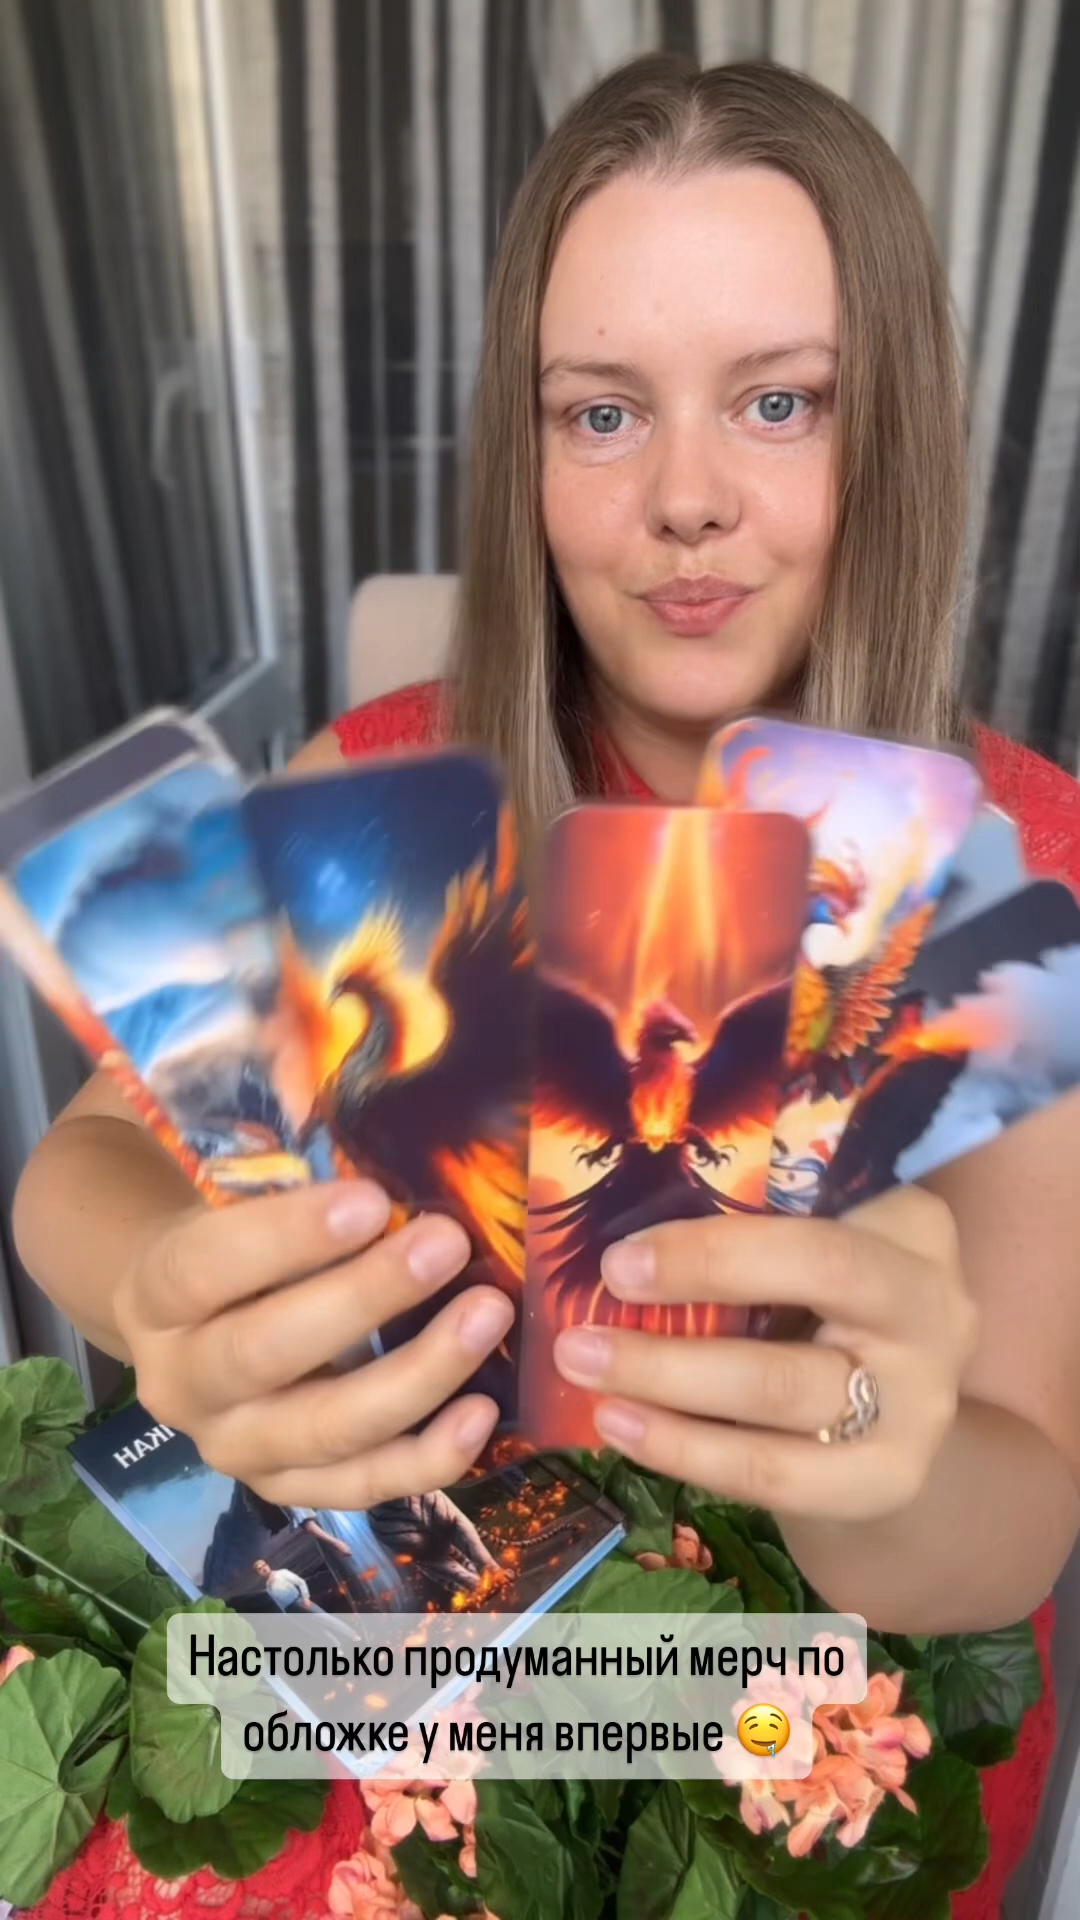 Настолько продуманный мерч по
обложке у меня впервые 🤤